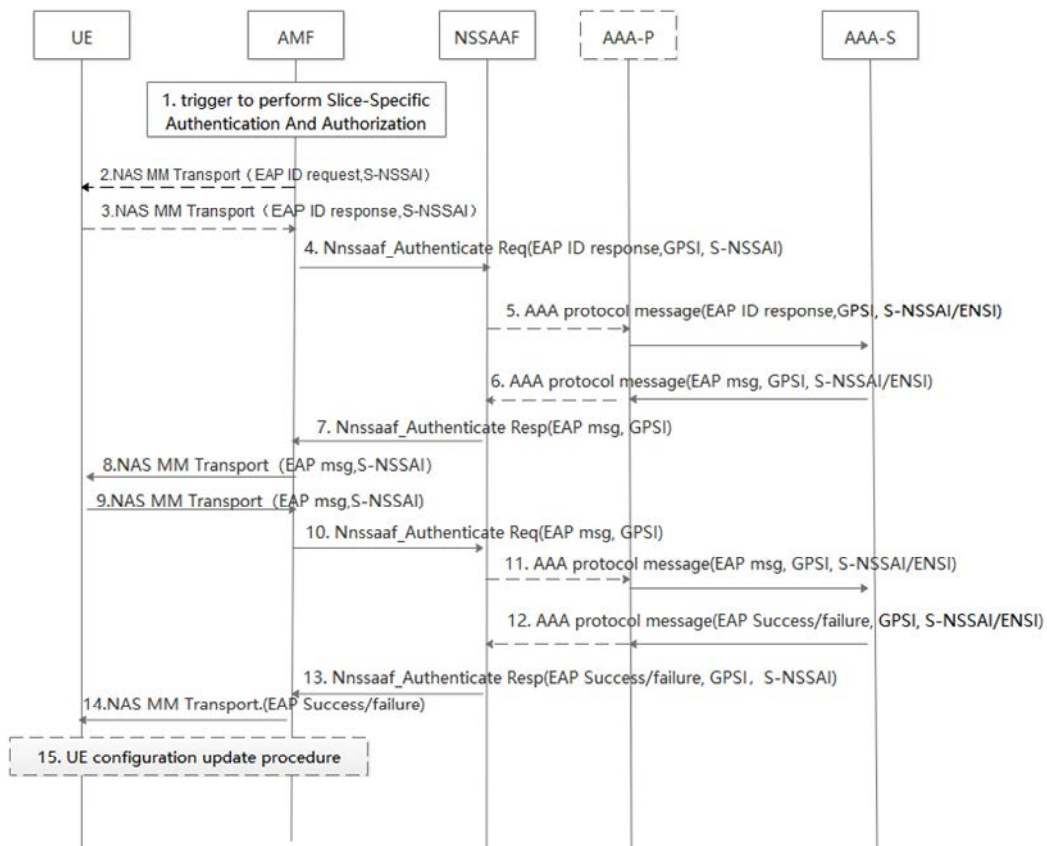 UE
AMF
NSSAAF
AAA-P
AAA-S
1. trigger to perform Slice-Specific
Authentication And Authorization
2.NAS MM Transport（EAP ID request,S-NSSAI）
3.NAS MM Transport（EAP ID response,S-NSSAI）
4. Nnssaaf_Authenticate Req(EAP ID response,GPSI, S-NSSAI)
5. AAA protocol message(EAP ID response,GPSI, S-NSSAI/ENSI)
6. AAA protocol message(EAP msg, GPSI, S-NSSAI/ENSI)
7. Nnssaaf_Authenticate Resp(EAP msg, GPSI)
8.NAS MM Transport（EAP msg,S-NSSAI）
9.NAS MM Transport（EAP msg,S-NSSAI）
10. Nnssaaf_Authenticate Req(EAP msg, GPSI)
11. AAA protocol message(EAP msg, GPSI, S-NSSAI/ENSI)
12. AAA protocol message(EAP Success/failure, GPSI, S-NSSAI/ENSI)
13. Nnssaaf_Authenticate Resp(EAP Success/failure, GPSI，S-NSSAI)
14.NAS MM Transport.(EAP Success/failure)
15. UE configuration update procedure